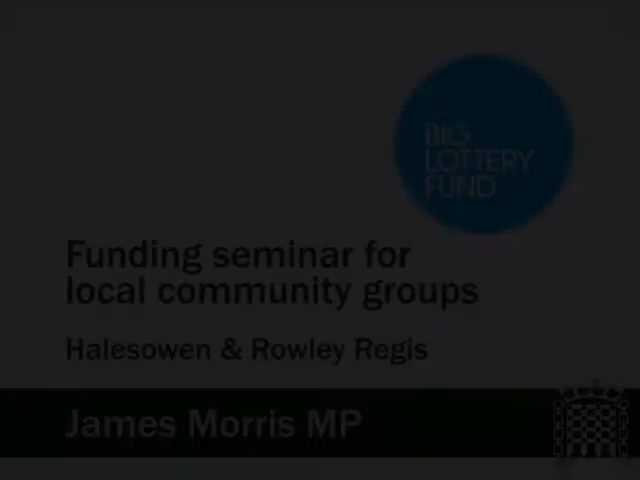 BIG
LOTTERY
FUND
Funding seminar for
local community groups
Halesowen & Rowley Regis
James Morris MP